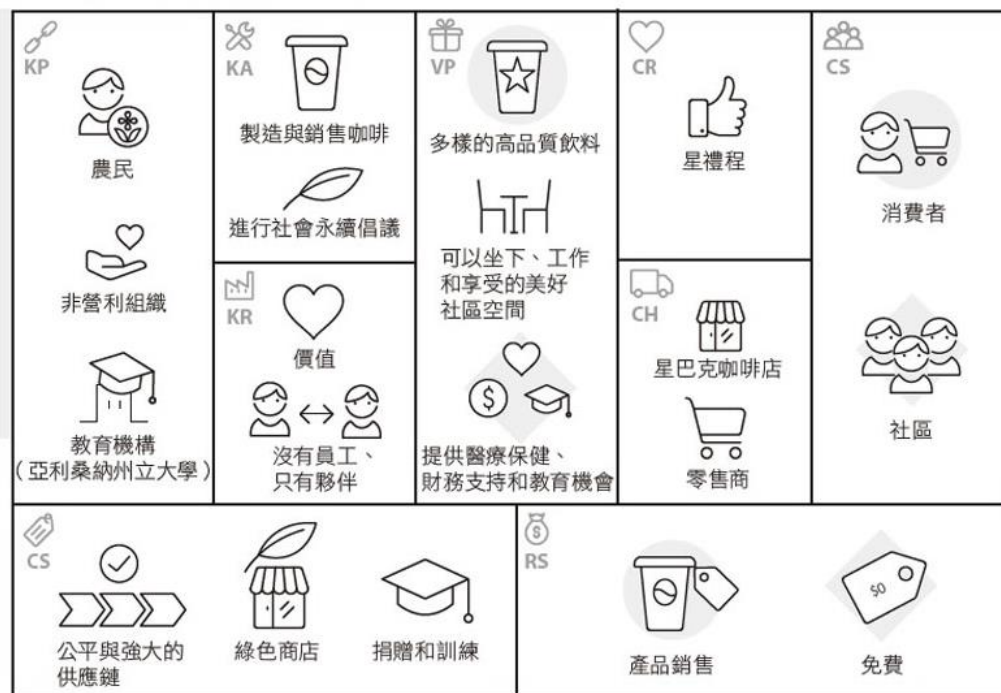 KP
農民
非營利組織
教育機構
（亞利桑納州立大學）
KA
製造與銷售咖啡
進行社會永續倡議
KR
價值
沒有員工、
只有夥伴
VP
多樣的高品質飲料
可以坐下、工作
和享受的美好
社區空間
$
提供醫療保健、
財務支持和教育機會
CR
星禮程
CH
星巴克咖啡店
零售商
CS
消費者
社區
CS
公平與強大的
供應鏈
綠色商店
捐贈和訓練
$
RS
產品銷售
$0
免費